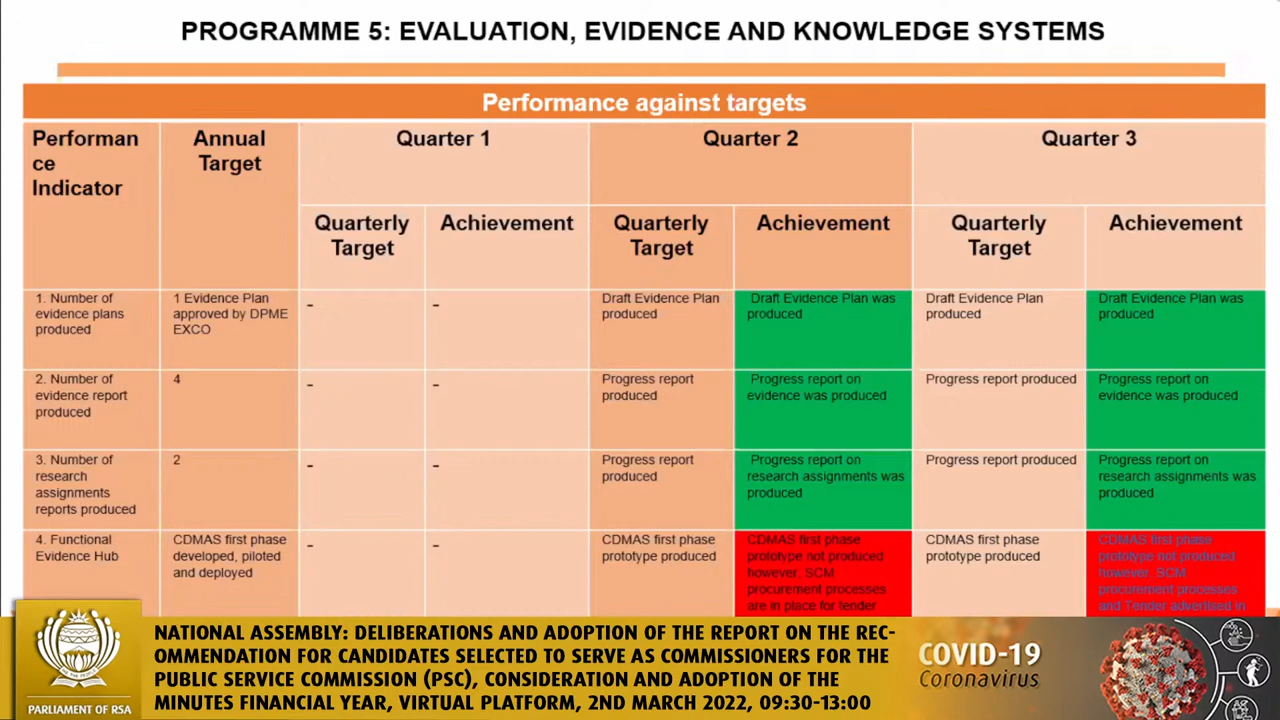 PROGRAMME 5: EVALUATION, EVIDENCE AND KNOWLEDGE SYSTEMS
Performance against targets
Performan
ce
Indicator
Annual
Target
Quarter 1
Quarter 2
Quarter 3
Quarterly
Target
Achievement
Quarterly
Target
Achievement
Quarterly
Target
Achievement
1. Number of
evidence plans
produced
1 Evidence Plan
approved by DPME
EXCO
-
-
Draft Evidence Plan
produced
Draft Evidence Plan was
produced
Draft Evidence Plan
produced
Draft Evidence Plan was
produced
2. Number of
evidence report
produced
4
-
-
Progress report
produced
Progress report on
evidence was produced
Progress report produced
Progress report on
evidence was produced
3. Number of
research
assignments
reports produced
2
-
-
Progress report
produced
Progress report on
research assignments was
produced
Progress report produced
Progress report on
research assignments was
produced
4. Functional
Evidence Hub
CDMAS first phase
developed, piloted
and deployed
-
-
CDMAS first phase
prototype produced
CDMAS first phase
prototype not produced
however, SCM
procurement processes
are in place for tender
CDMAS first phase
prototype produced
CDMAS first phase
prototype not produced
however, SCM
procurement processes
and Tender advertised in
PARLIAMENT OF RSA
NATIONAL ASSEMBLY: DELIBERATIONS AND ADOPTION OF THE REPORT ON THE REC-
OMMENDATION FOR CANDIDATES SELECTED TO SERVE AS COMMISSIONERS FOR THE
PUBLIC SERVICE COMMISSION (PSC), CONSIDERATION AND ADOPTION OF THE
MINUTES FINANCIAL YEAR, VIRTUAL PLATFORM, 2ND MARCH 2022, 09:30-13:00
COVID-19
Coronavirus